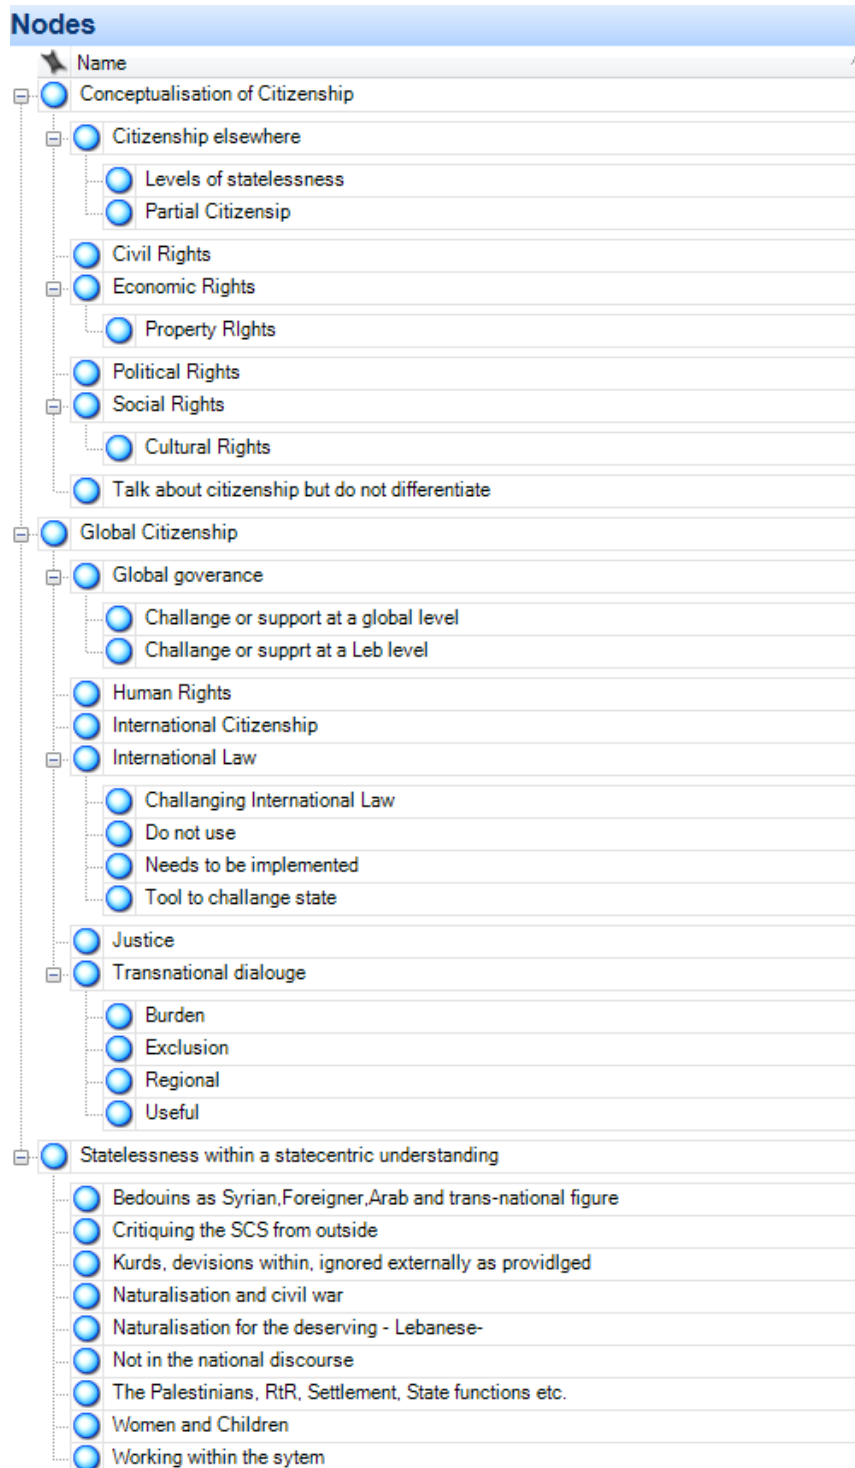 Nodes
Name
Conceptualisation of Citizenship
Citizenship elsewhere
Levels of statelessness
Partial Citizensip
Civil Rights
Economic Rights
Property RIghts
Political Rights
Social Rights
Cultural Rights
Talk about citizenship but do not differentiate
Global Citizenship
Global goverance
Challange or support at a global level
Challange or supprt at a Leb level
Human Rights
International Citizenship
International Law
Challanging International Law
Do not use
Needs to be implemented
Tool to challange state
Justice
Transnational dialouge
Burden
Exclusion
Regional
Useful
Statelessness within a statecentric understanding
Bedouins as Syrian,Foreigner,Arab and trans-national figure
Critiquing the SCS from outside
Kurds, devisions within, ignored externally as providlged
Naturalisation and civil war
Naturalisation for the deserving - Lebanese-
Not in the national discourse
The Palestinians, RtR, Settlement, State functions etc.
Women and Children
Working within the sytem